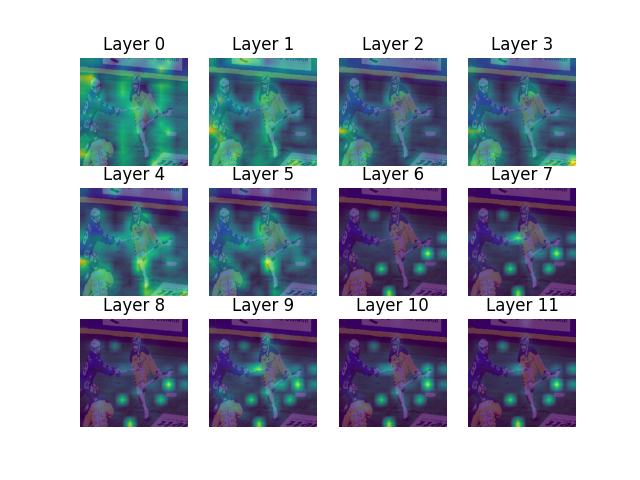 Layer 0
Layer 1
Layer 2
Layer 3
Layer 4
Layer 5
Layer 6
Layer 7
Layer 8
Layer 9
Layer 10
Layer 11